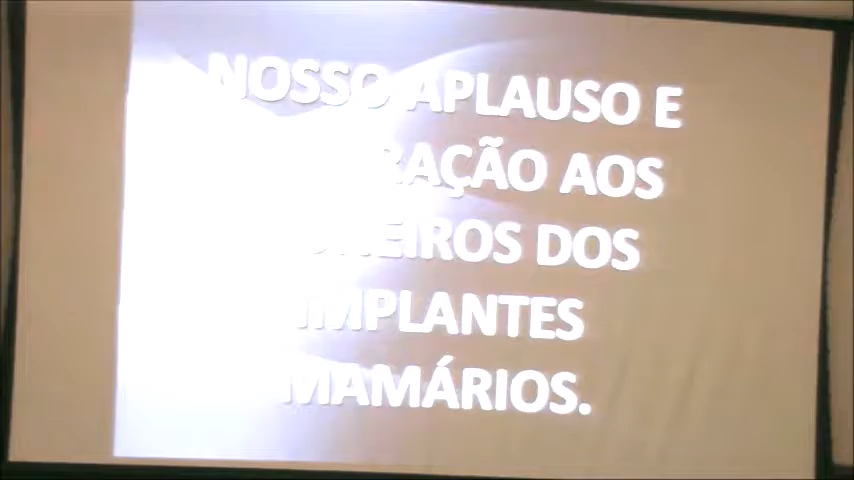 NOSSO APLAUSO E
AOS
DOS
IMPLANTES
MAMÁRIOS.